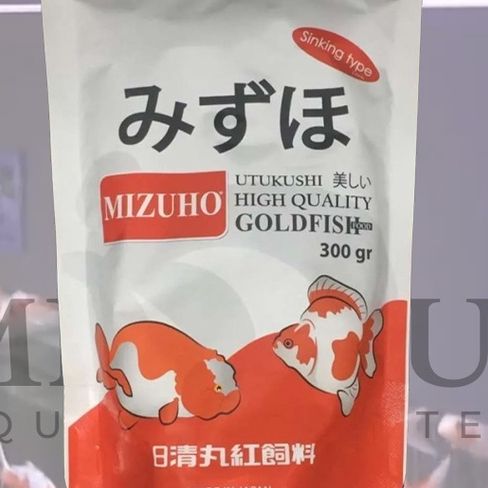 Sinking type
みずほ
MIZUHO®
UTUKUSHI 美しい
HIGH QUALITY
GOLDFISH FOOD
300 gr
日清丸紅飼料